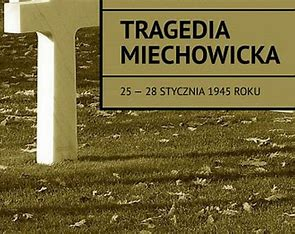 TRAGEDIA
MIECHOWICKA
25 — 28 STYCZNIA 1945 ROKU